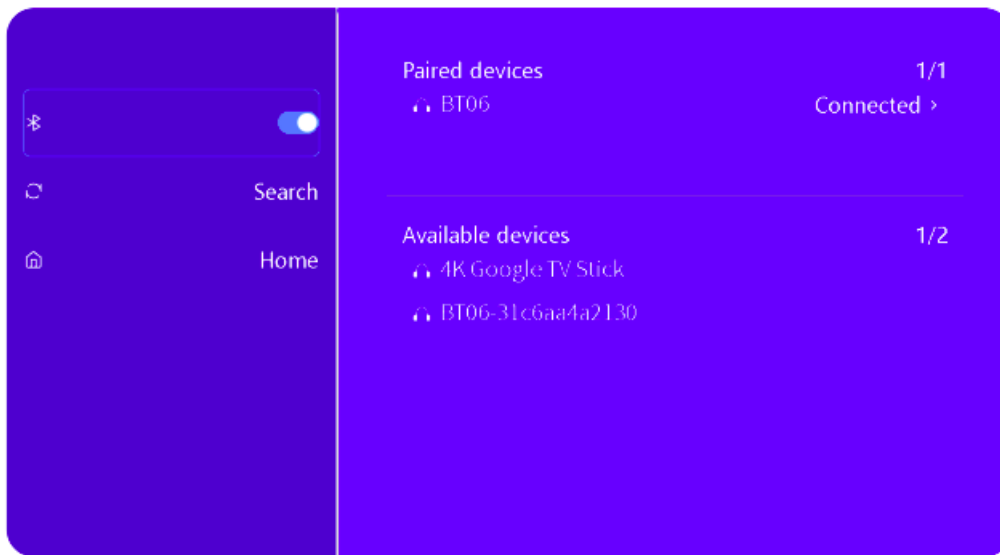 Search
Home
Paired devices 1/1
BT06 Connected >
Available devices 1/2
4K Google TV Stick
BT06-31c6aa4a2130